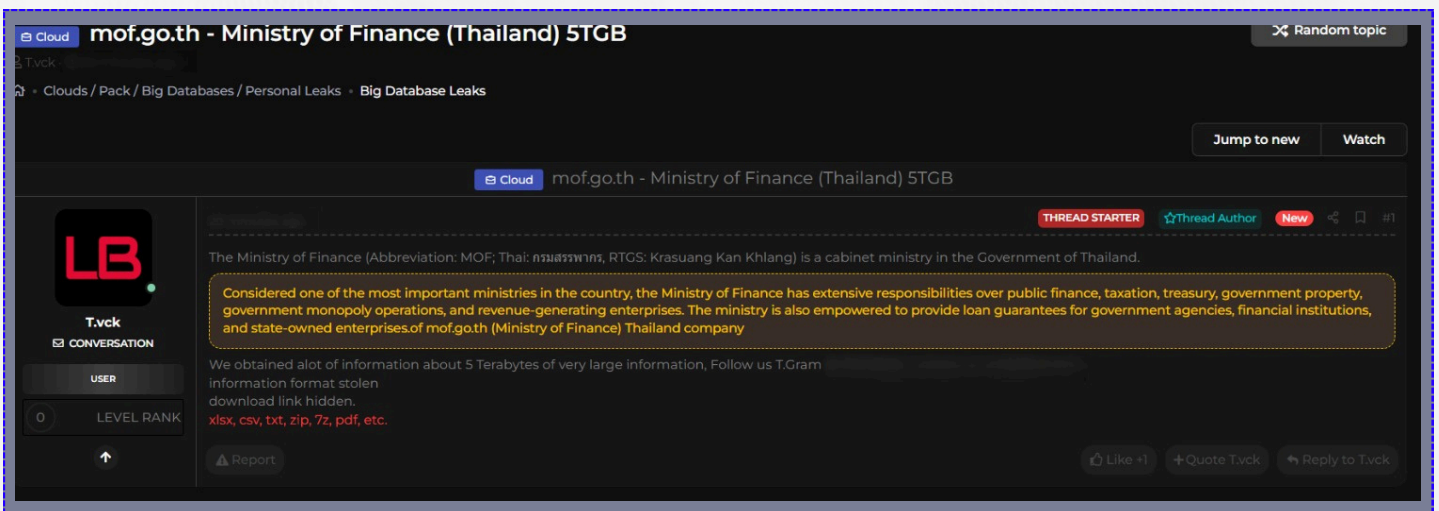 Cloud mof.go.th - Ministry of Finance (Thailand) 5TGB
Random topic
T.vck -
Clouds / Pack / Big Databases / Personal Leaks • Big Database Leaks
Jump to new Watch
Cloud mof.go.th - Ministry of Finance (Thailand) 5TGB
THREAD STARTER Thread Author New #1
LB
T.vck
CONVERSATION
USER
0 LEVEL RANK
The Ministry of Finance (Abbreviation: MOF; Thai: กรมสรรพากร, RTGS: Krasuang Kan Khlang) is a cabinet ministry in the Government of Thailand.
Considered one of the most important ministries in the country, the Ministry of Finance has extensive responsibilities over public finance, taxation, treasury, government property,
government monopoly operations, and revenue-generating enterprises. The ministry is also empowered to provide loan guarantees for government agencies, financial institutions,
and state-owned enterprises.of mof.go.th (Ministry of Finance) Thailand company
We obtained alot of information about 5 Terabytes of very large information, Follow us T.Gram
information format stolen
download link hidden.
xlsx, csv, txt, zip, 7z, pdf, etc.
Report
Like +1 +Quote T.vck Reply to T.vck